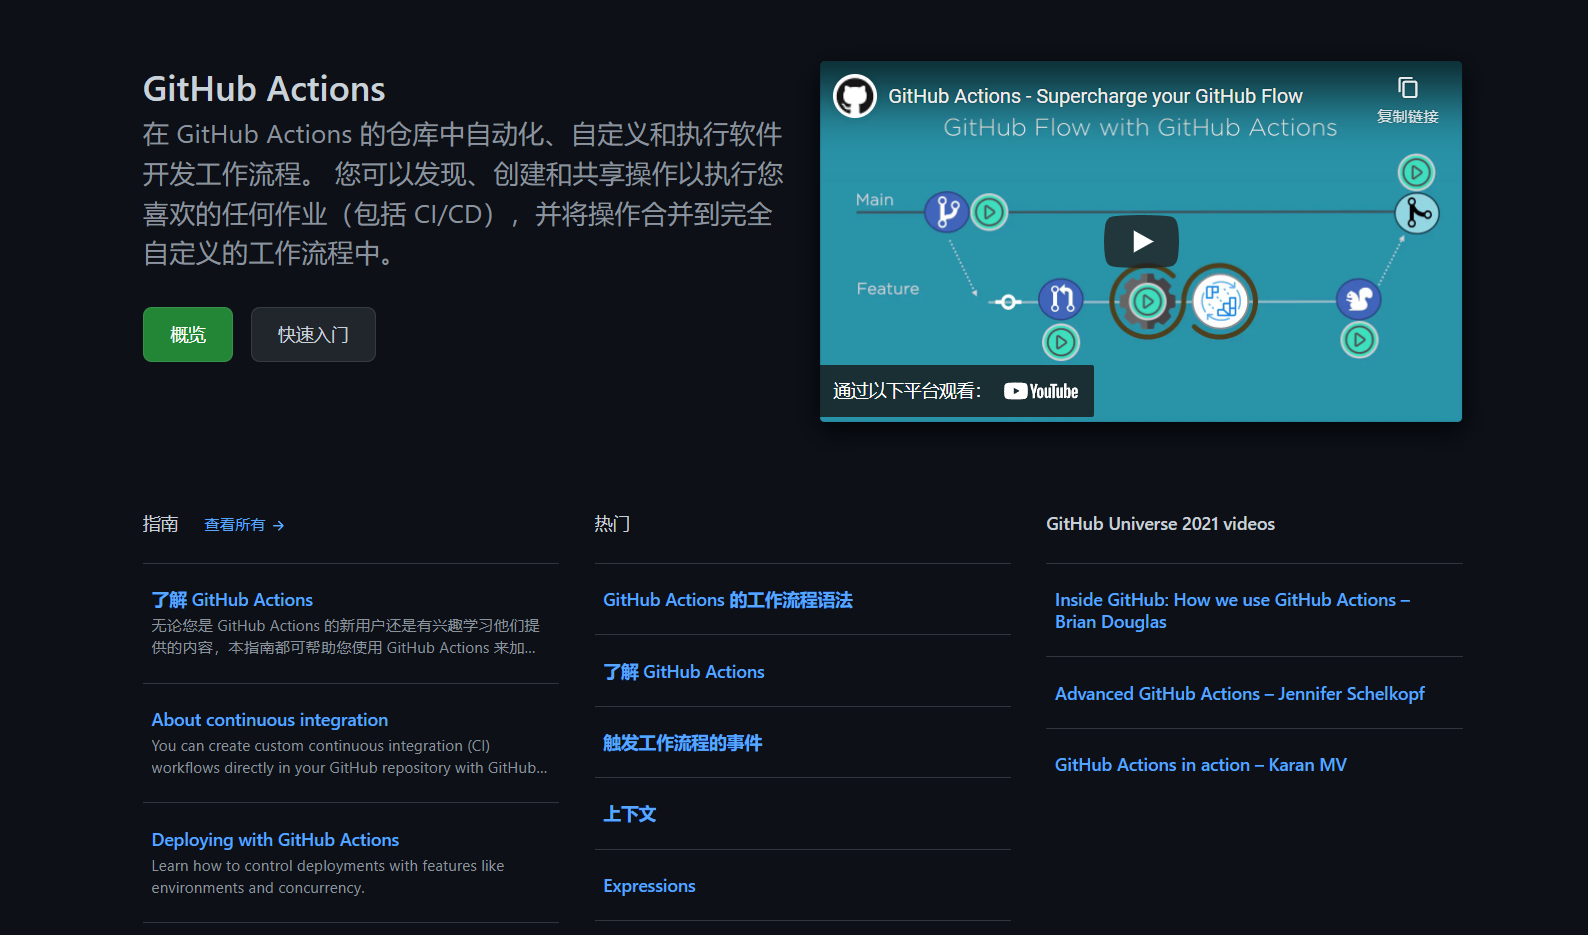 GitHub Actions
在 GitHub Actions 的仓库中自动化、自定义和执行软件
开发工作流程。 您可以发现、创建和共享操作以执行您
喜欢的任何作业（包括 CI/CD），并将操作合并到完全
自定义的工作流程中。
概览
快速入门
GitHub Actions - Supercharge your GitHub Flow
复制链接
GitHub Flow with GitHub Actions
Main
Feature
通过以下平台观看：
YouTube
指南
查看所有 →
了解 GitHub Actions
无论您是 GitHub Actions 的新用户还是有兴趣学习他们提
供的内容，本指南都可帮助您使用 GitHub Actions 来加...
About continuous integration
You can create custom continuous integration (CI)
workflows directly in your GitHub repository with GitHub...
Deploying with GitHub Actions
Learn how to control deployments with features like
environments and concurrency.
热门
GitHub Actions 的工作流程语法
了解 GitHub Actions
触发工作流程的事件
上下文
Expressions
GitHub Universe 2021 videos
Inside GitHub: How we use GitHub Actions –
Brian Douglas
Advanced GitHub Actions – Jennifer Schelkopf
GitHub Actions in action – Karan MV